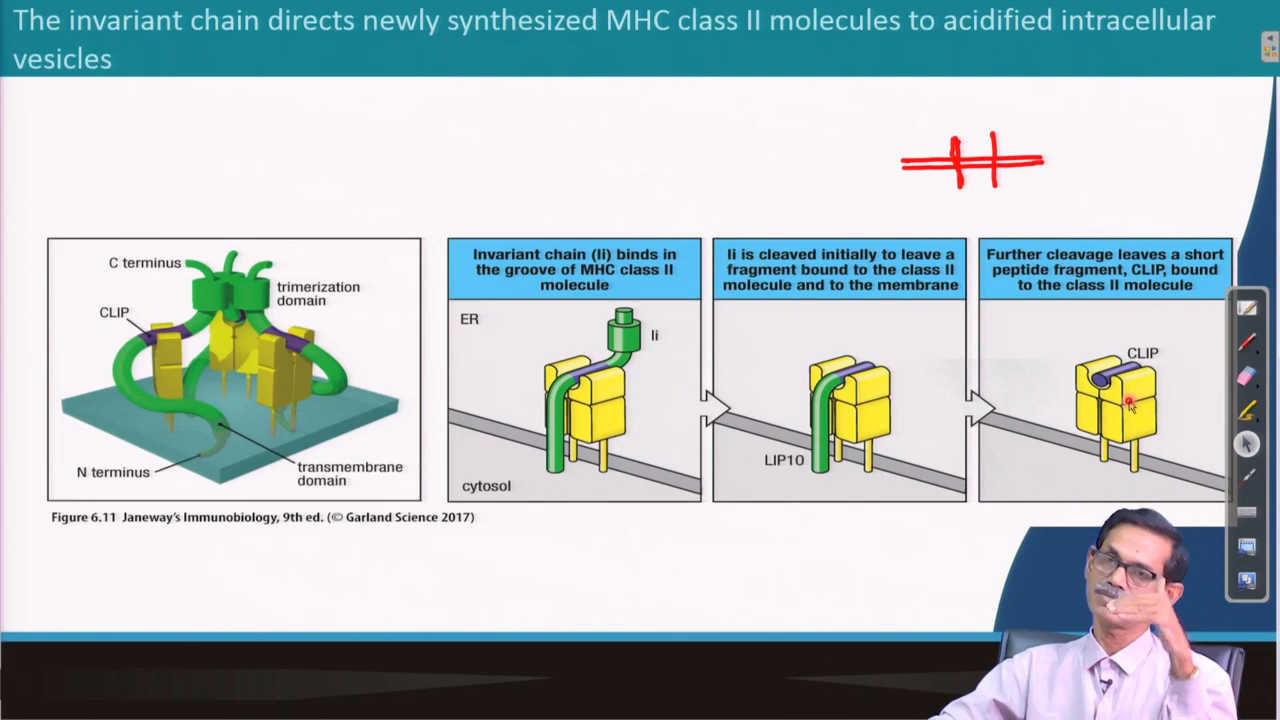 The invariant chain directs newly synthesized MHC class II molecules to acidified intracellular
vesicles
C terminus
trimerization
domain
CLIP
N terminus
transmembrane
domain
Invariant chain (Ii) binds in
the groove of MHC class II
molecule
ER
Ii
cytosol
Ii is cleaved initially to leave a
fragment bound to the class II
molecule and to the membrane
LIP10
Further cleavage leaves a short
peptide fragment, CLIP, bound
to the class II molecule
CLIP
Figure 6.11 Janeway's Immunobiology, 9th ed. (© Garland Science 2017)